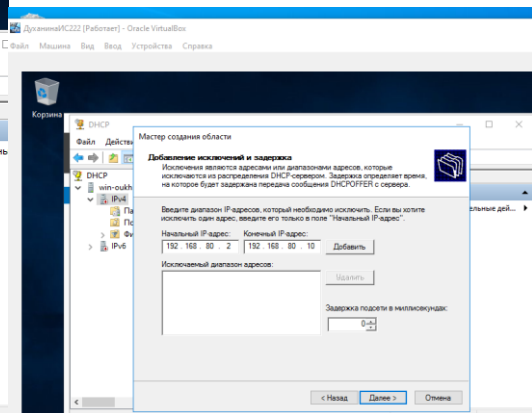 ДуханинаИС222 [Работает] - Oracle VirtualBox
Файл Машина Вид Ввод Устройства Справка
Корзина
DHCP
Файл
Мастер создания области
Добавление исключений и задержка
Исключения являются адресами или диапазонами адресов, которые
исключаются из распределения DHCP-сервером. Задержка определяет время,
на которое будет задержана передача сообщения DHCPOFFER с сервера.
DHCP
win-oukh
IPv4
Па
По
Фи
IPv6
Введите диапазон IP-адресов, который необходимо исключить. Если вы хотите
исключить один адрес, введите его только в поле "Начальный IP-адрес".
Начальный IP-адрес: Конечный IP-адрес:
192 . 168 . 80 . 2 192 . 168 . 80 . 10 Добавить
Исключаемый диапазон адресов:
Удалить
Задержка подсети в миллисекундах:
0
< Назад Далее > Отмена